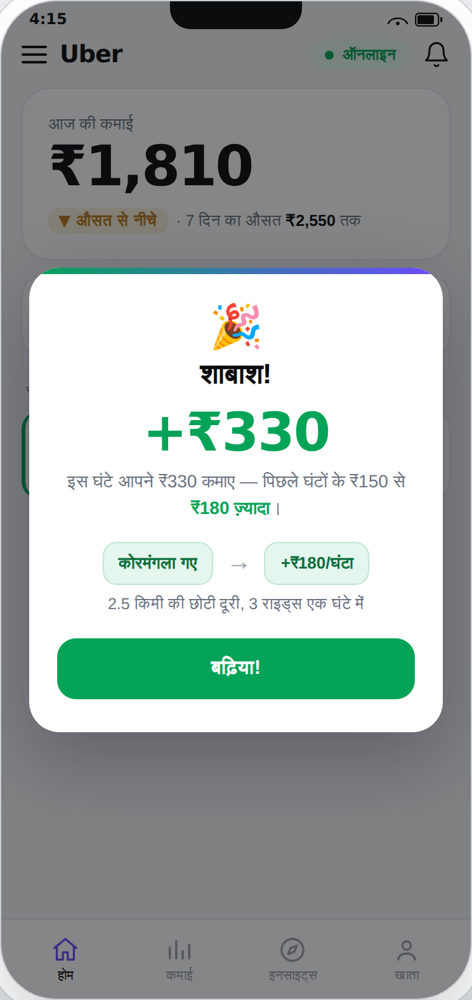 4:15
Uber
ऑनलाइन
आज की कमाई
₹1,810
▼ औसत से नीचे · 7 दिन का औसत ₹2,550 तक
शाबाश!
+₹330
इस घंटे आपने ₹330 कमाए — पिछले घंटों के ₹150 से
₹180 ज़्यादा।
कोरमंगला गए → +₹180/घंटा
2.5 किमी की छोटी दूरी, 3 राइड्स एक घंटे में
बढ़िया!
होम
कमाई
इनसाइट्स
खाता